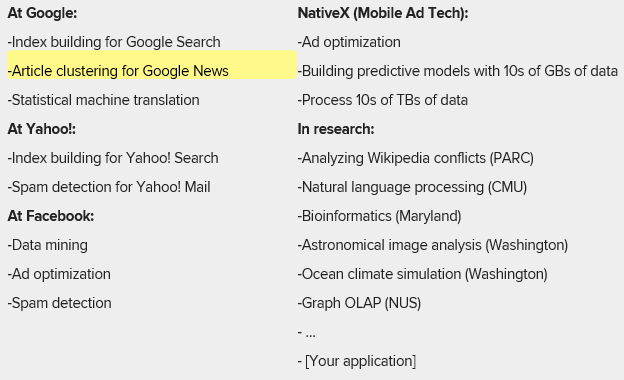 At Google:
-Index building for Google Search
-Article clustering for Google News
-Statistical machine translation
At Yahoo!:
-Index building for Yahoo! Search
-Spam detection for Yahoo! Mail
At Facebook:
-Data mining
-Ad optimization
-Spam detection
NativeX (Mobile Ad Tech):
-Ad optimization
-Building predictive models with 10s of GBs of data
-Process 10s of TBs of data
In research:
-Analyzing Wikipedia conflicts (PARC)
-Natural language processing (CMU)
-Bioinformatics (Maryland)
-Astronomical image analysis (Washington)
-Ocean climate simulation (Washington)
-Graph OLAP (NUS)
- ...
- [Your application]